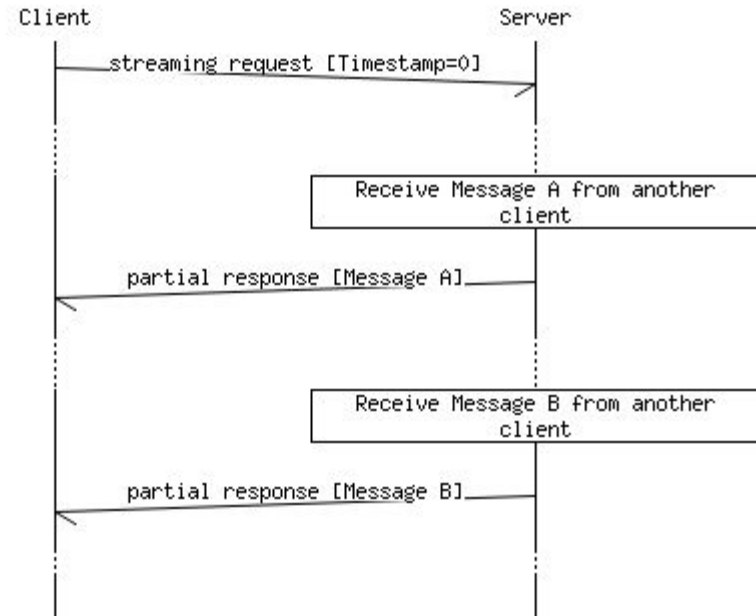 Client Server
streaming request [Timestamp=0]
Receive Message A from another
client
partial response [Message A]
Receive Message B from another
client
partial response [Message B]